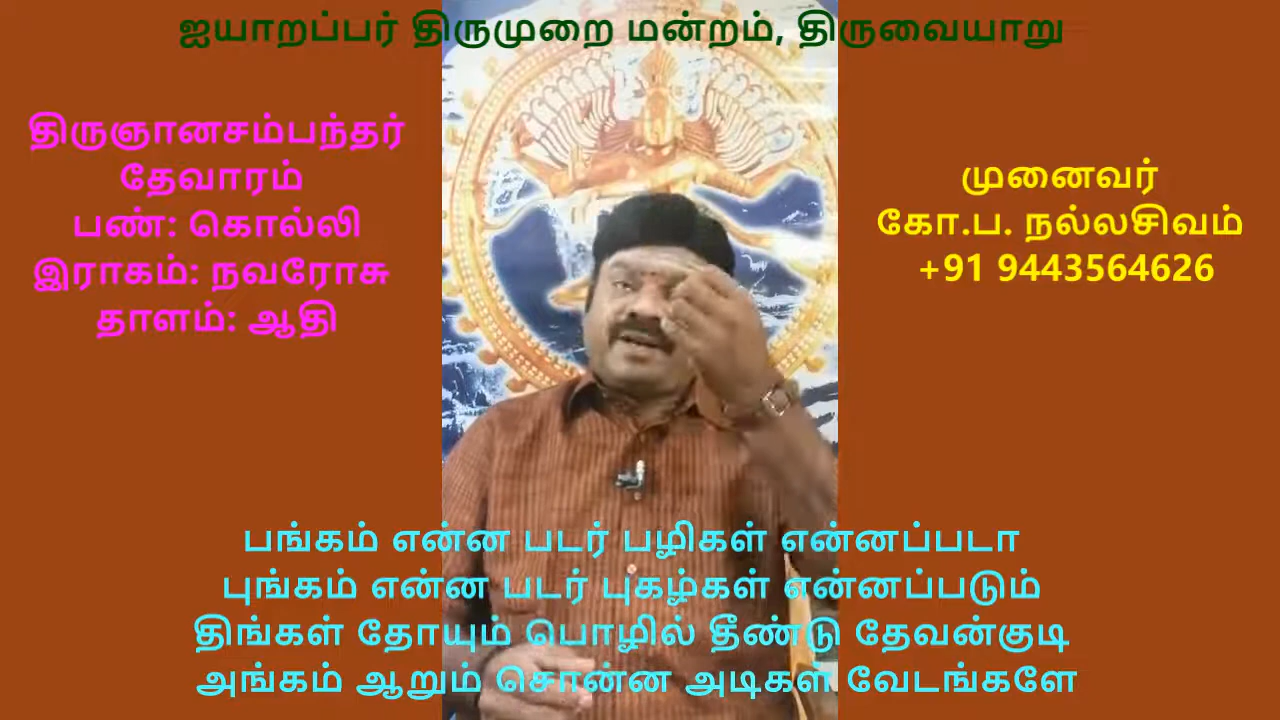 ஐயாறப்பர் திருமுறை மன்றம், திருவையாறு
திருஞானசம்பந்தர்
தேவாரம்
பண்: கொல்லி
இராகம்: நவரோசு
தாளம்: ஆதி
முனைவர்
கோ.ப. நல்லசிவம்
+91 9443564626
பங்கம் என்ன படர் பழிகள் என்னப்படா
புங்கம் என்ன படர் புகழ்கள் என்னப்படும்
திங்கள் தோயும் பொழில் தீண்டு தேவன்குடி
அங்கம் ஆறும் சொன்ன அடிகள் வேடங்களே